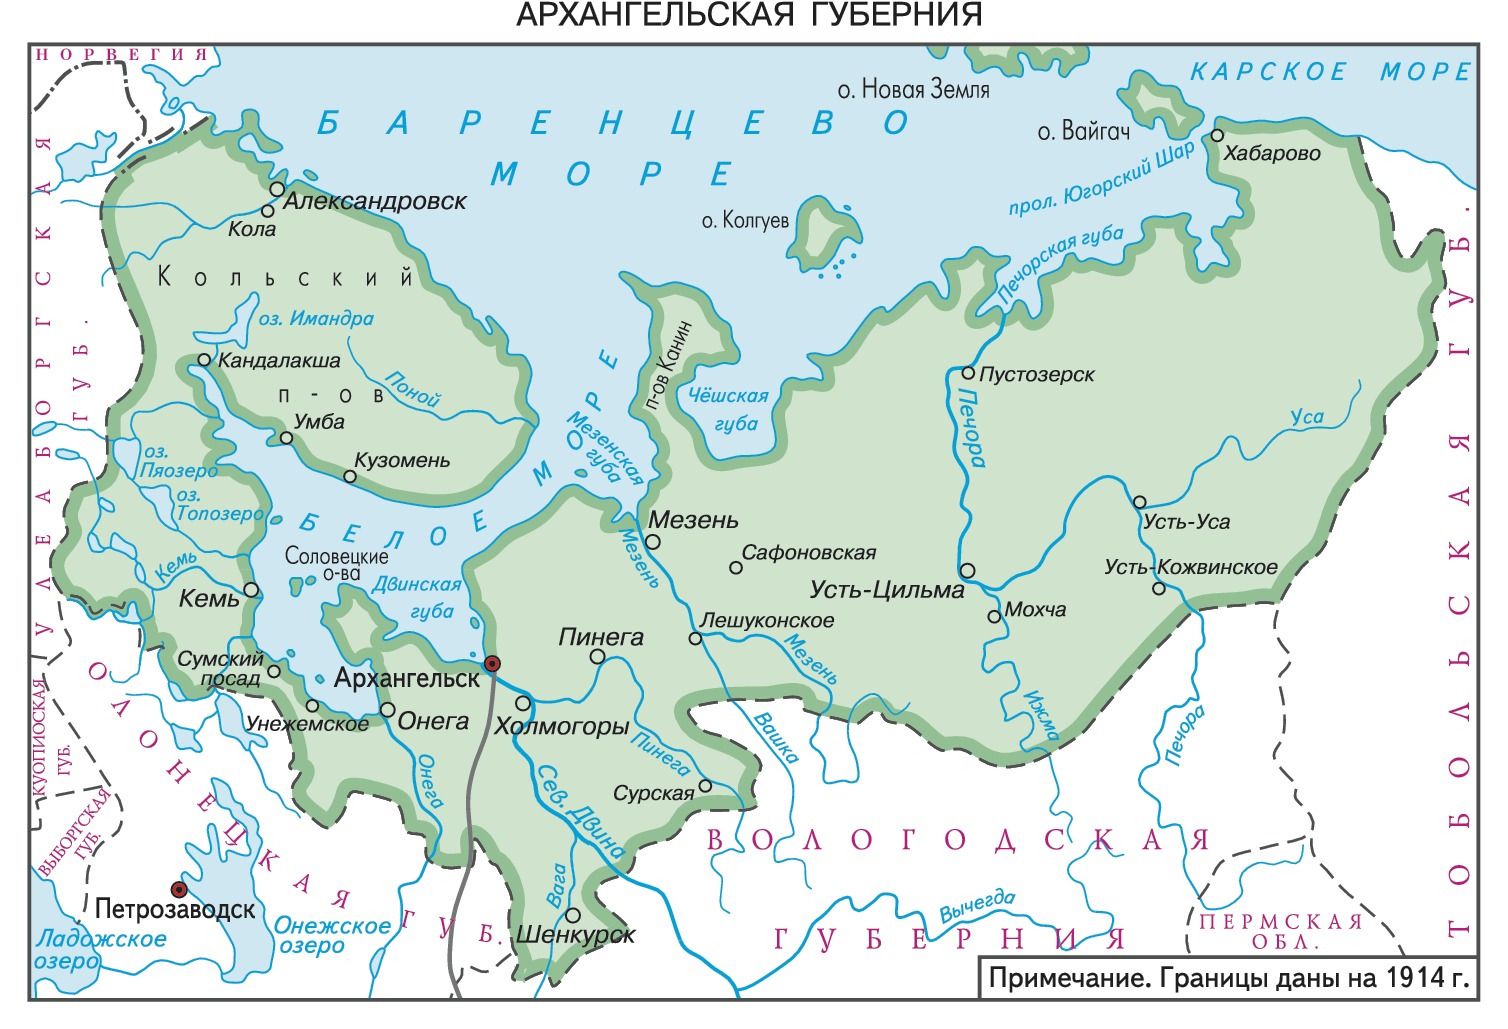 АРХАНГЕЛЬСКАЯ ГУБЕРНИЯ
НОРВЕГИЯ
КАРСКОЕ МОРЕ
о. Новая Земля
БАРЕНЦЕВО
МОРЕ
о. Вайгач
Хабарово
прол. Югорский Шар
Александровск
Кола
о. Колгуев
Печорская губа
Кольский
п-ов
оз. Имандра
Кандалакша
Поной
Умба
Кузомень
п-ов Канин
Чёшская
губа
Пустозерск
Печора
Уса
УЛЕАБОРГСКАЯ
ГУБ.
оз.
Пяозеро
оз.
Топозеро
БЕЛОЕ МОРЕ
Мезенская
губа
Мезень
Мезень
Сафоновская
Усть-Уса
Усть-Кожвинское
Усть-Цильма
Мохча
Соловецкие
о-ва
Двинская
губа
Кемь
Кемь
Лешуконское
Мезень
Пинега
Сумский
посад
Архангельск
Унежемское
Онега
Холмогоры
Онега
Пинега
Вашка
Ижма
Печора
Сурская
Сев. Двина
Вага
Шенкурск
КУОПИОСКАЯ
ГУБ.
ВЫБОРГСКАЯ
ГУБ.
ОЛОНЕЦКАЯ ГУБ.
Петрозаводск
Ладожское
озеро
Онежское
озеро
ВОЛОГОДСКАЯ
ГУБЕРНИЯ
Вычегда
ПЕРМСКАЯ
ОБЛ.
ТОБОЛЬСКАЯ ГУБ.
Примечание. Границы даны на 1914 г.